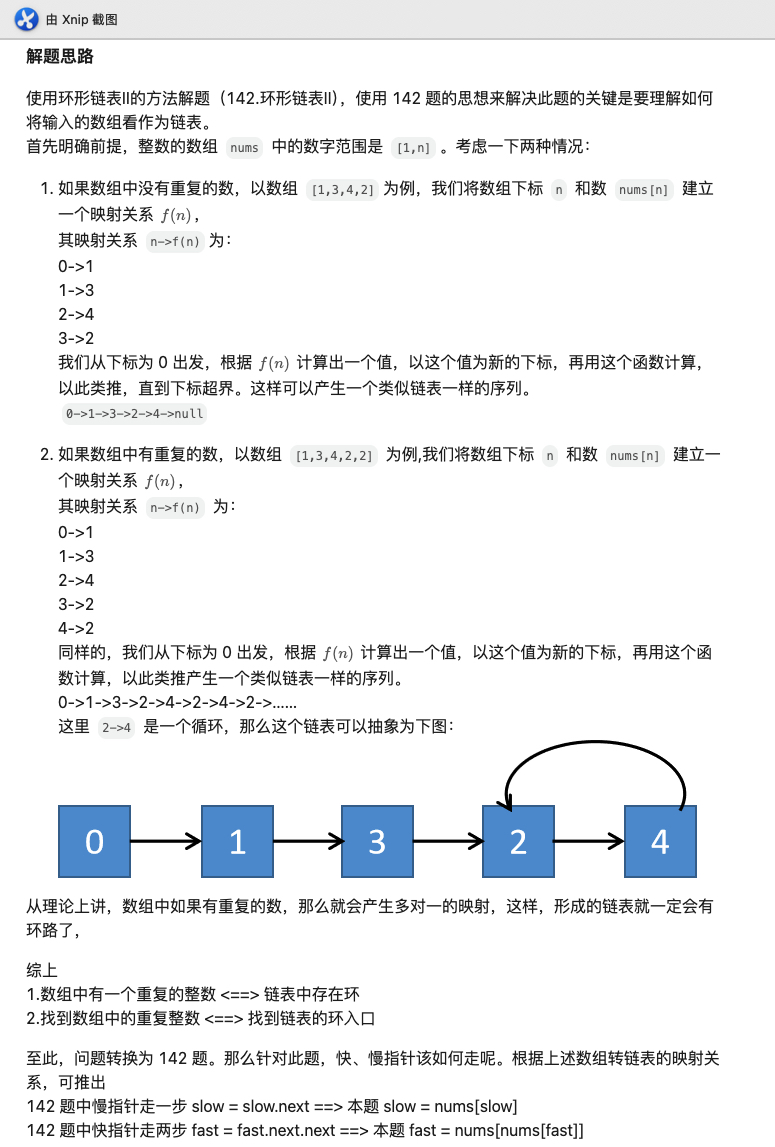 由 Xnip 截图
解题思路
使用环形链表II的方法解题（142.环形链表II），使用 142 题的思想来解决此题的关键是要理解如何
将输入的数组看作为链表。
首先明确前提，整数的数组 nums 中的数字范围是 [1,n] 。考虑一下两种情况：
1. 如果数组中没有重复的数，以数组 [1,3,4,2] 为例，我们将数组下标 n 和数 nums[n] 建立
一个映射关系 f(n)，
其映射关系 n->f(n) 为：
0->1
1->3
2->4
3->2
我们从下标为 0 出发，根据 f(n) 计算出一个值，以这个值为新的下标，再用这个函数计算，
以此类推，直到下标超界。这样可以产生一个类似链表一样的序列。
0->1->3->2->4->null
2. 如果数组中有重复的数，以数组 [1,3,4,2,2] 为例,我们将数组下标 n 和数 nums[n] 建立一
个映射关系 f(n)，
其映射关系 n->f(n) 为：
0->1
1->3
2->4
3->2
4->2
同样的，我们从下标为 0 出发，根据 f(n) 计算出一个值，以这个值为新的下标，再用这个函
数计算，以此类推产生一个类似链表一样的序列。
0->1->3->2->4->2->4->2->……
这里 2->4 是一个循环，那么这个链表可以抽象为下图：
0 1 3 2 4
从理论上讲，数组中如果有重复的数，那么就会产生多对一的映射，这样，形成的链表就一定会有
环路了，
综上
1.数组中有一个重复的整数 <==> 链表中存在环
2.找到数组中的重复整数 <==> 找到链表的环入口
至此，问题转换为 142 题。那么针对此题，快、慢指针该如何走呢。根据上述数组转链表的映射关
系，可推出
142 题中慢指针走一步 slow = slow.next ==> 本题 slow = nums[slow]
142 题中快指针走两步 fast = fast.next.next ==> 本题 fast = nums[nums[fast]]